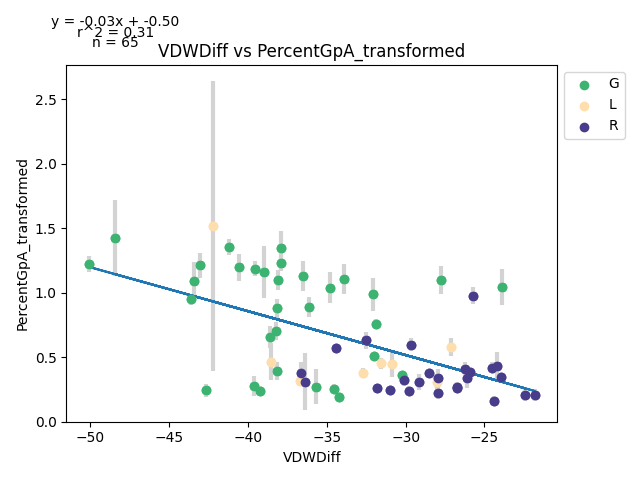 y = -0.03x + -0.50
r^2 = 0.31
n = 65
VDWDiff vs PercentGpA_transformed
G
L
R
PercentGpA_transformed
2.5
2.0
1.5
1.0
0.5
0.0
−50
−45
−40
−35
−30
−25
VDWDiff